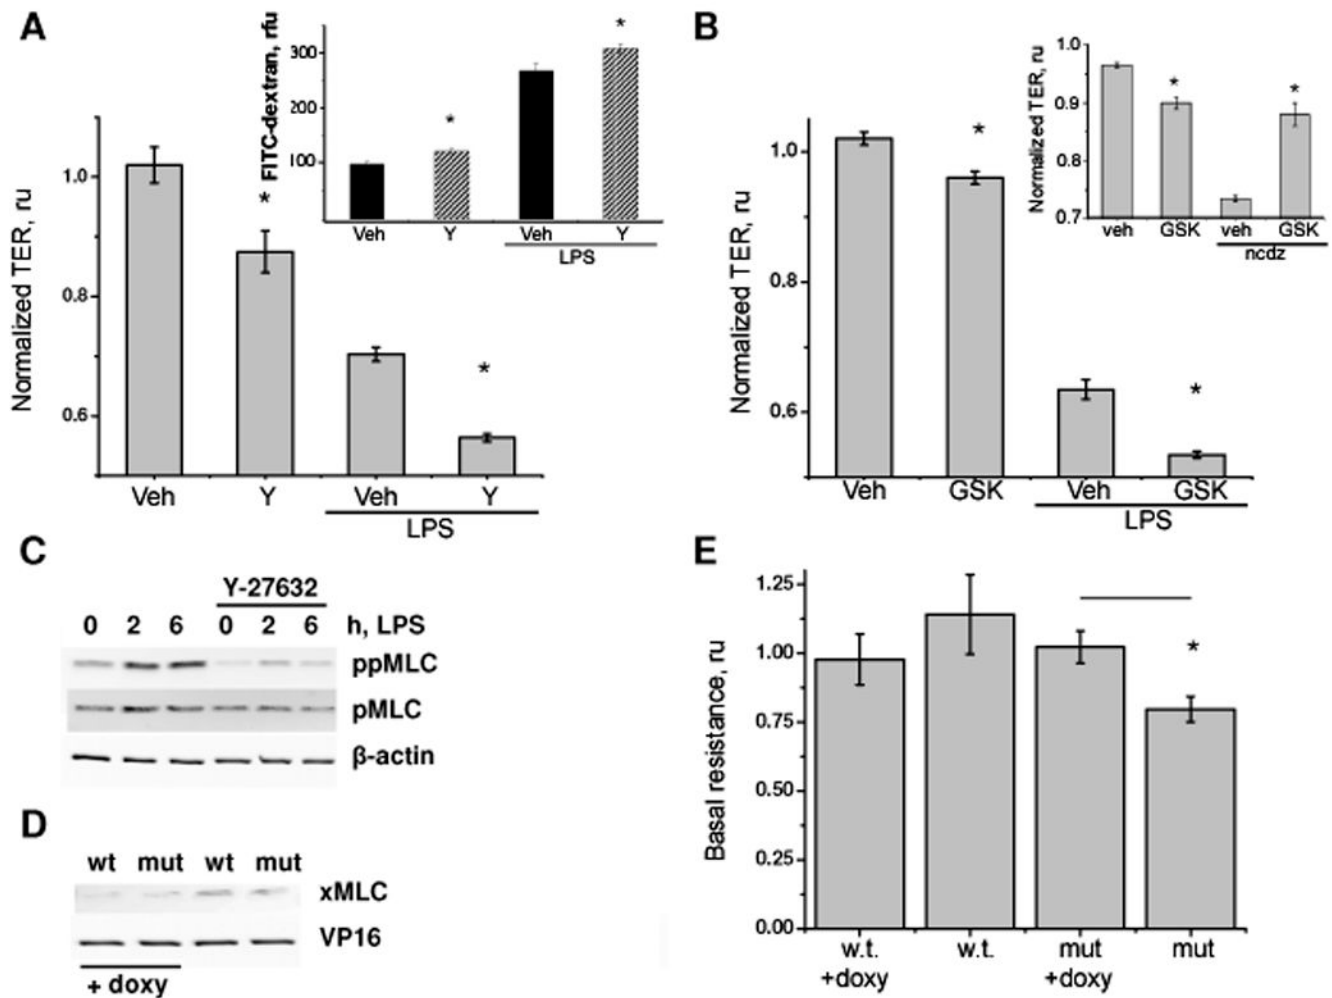 A
Normalized TER, ru
1.0
0.8
0.6
*
*
Veh
Y
Veh
Y
LPS
FITC-dextran, rfu
300
200
100
*
*
Veh
Y
Veh
Y
LPS
B
Normalized TER, ru
1.0
0.8
0.6
*
*
Veh
GSK
Veh
GSK
LPS
Normalized TER, ru
1.0
0.9
0.8
0.7
*
*
veh
GSK
veh
GSK
ncdz
C
Y-27632
0 2 6 0 2 6 h, LPS
ppMLC
pMLC
β-actin
D
wt mut wt mut
xMLC
VP16
+ doxy
E
Basal resistance, ru
1.25
1.00
0.75
0.50
0.25
0.00
*
w.t.
+doxy
w.t.
mut
+doxy
mut